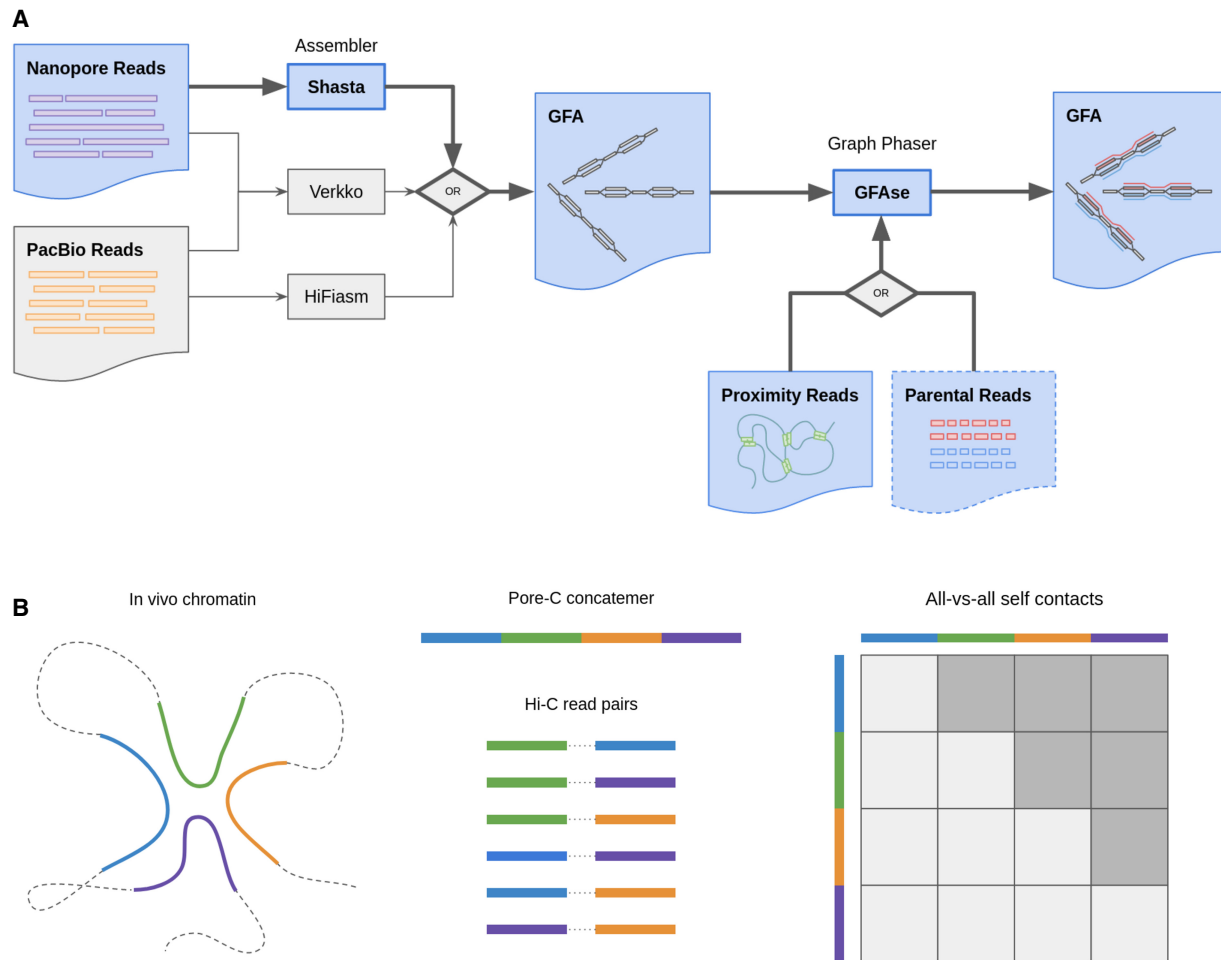 A
Assembler
Nanopore Reads
Shasta
GFA
GFA
Graph Phaser
Verkko
OR
GFAse
PacBio Reads
HiFiasm
OR
Proximity Reads
Parental Reads
B
In vivo chromatin
Pore-C concatemer
All-vs-all self contacts
Hi-C read pairs